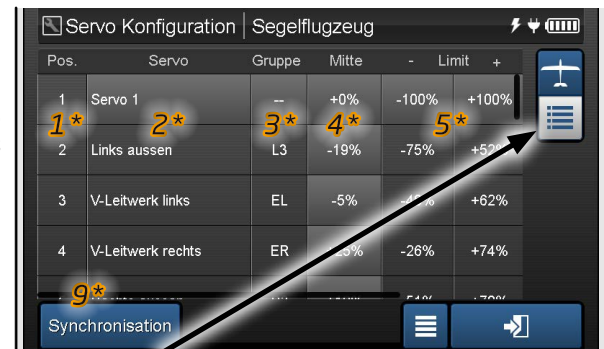 Servo Konfiguration Segelflugzeug
Pos. Servo Gruppe Mitte - Limit +
1 Servo 1 -- +0% -100% +100%
1* 2* 3* 4* 5*
2 Links aussen L3 -19% -75% +52%
3 V-Leitwerk links EL -5% +62%
4 V-Leitwerk rechts ER -26% +74%
9*
Synchronisation